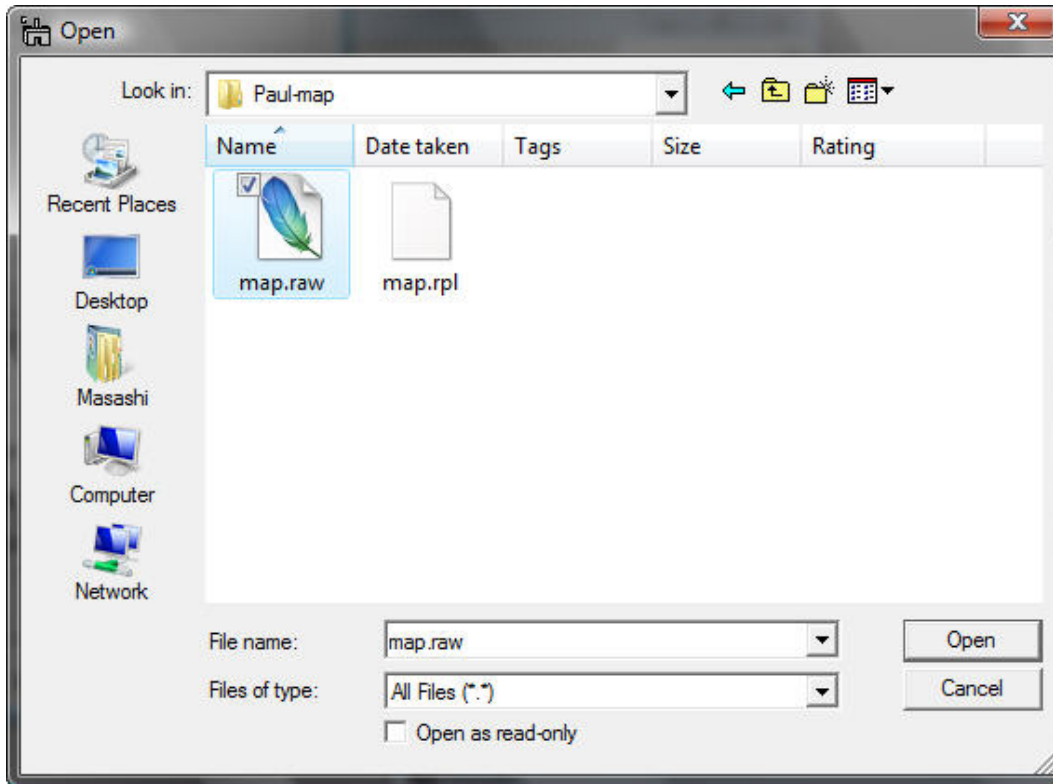 Open
Look in: Paul-map
Name Date taken Tags Size Rating
Recent Places
Desktop
Masashi
Computer
Network
map.raw map.rpl
File name: map.raw Open
Files of type: All Files (*.*) Cancel
Open as read-only